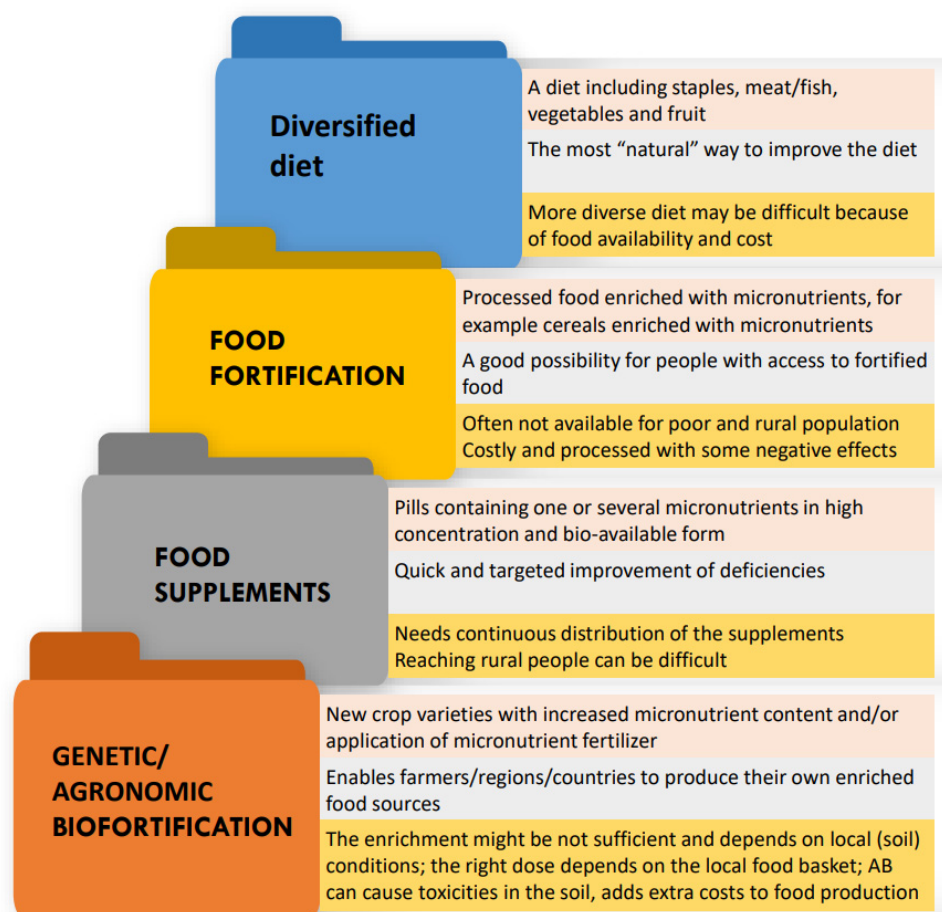 Diversified
diet
A diet including staples, meat/fish,
vegetables and fruit
The most “natural” way to improve the diet
More diverse diet may be difficult because
of food availability and cost
FOOD
FORTIFICATION
Processed food enriched with micronutrients, for
example cereals enriched with micronutrients
A good possibility for people with access to fortified
food
Often not available for poor and rural population
Costly and processed with some negative effects
FOOD
SUPPLEMENTS
Pills containing one or several micronutrients in high
concentration and bio-available form
Quick and targeted improvement of deficiencies
Needs continuous distribution of the supplements
Reaching rural people can be difficult
GENETIC/
AGRONOMIC
BIOFORTIFICATION
New crop varieties with increased micronutrient content and/or
application of micronutrient fertilizer
Enables farmers/regions/countries to produce their own enriched
food sources
The enrichment might be not sufficient and depends on local (soil)
conditions; the right dose depends on the local food basket; AB
can cause toxicities in the soil, adds extra costs to food production